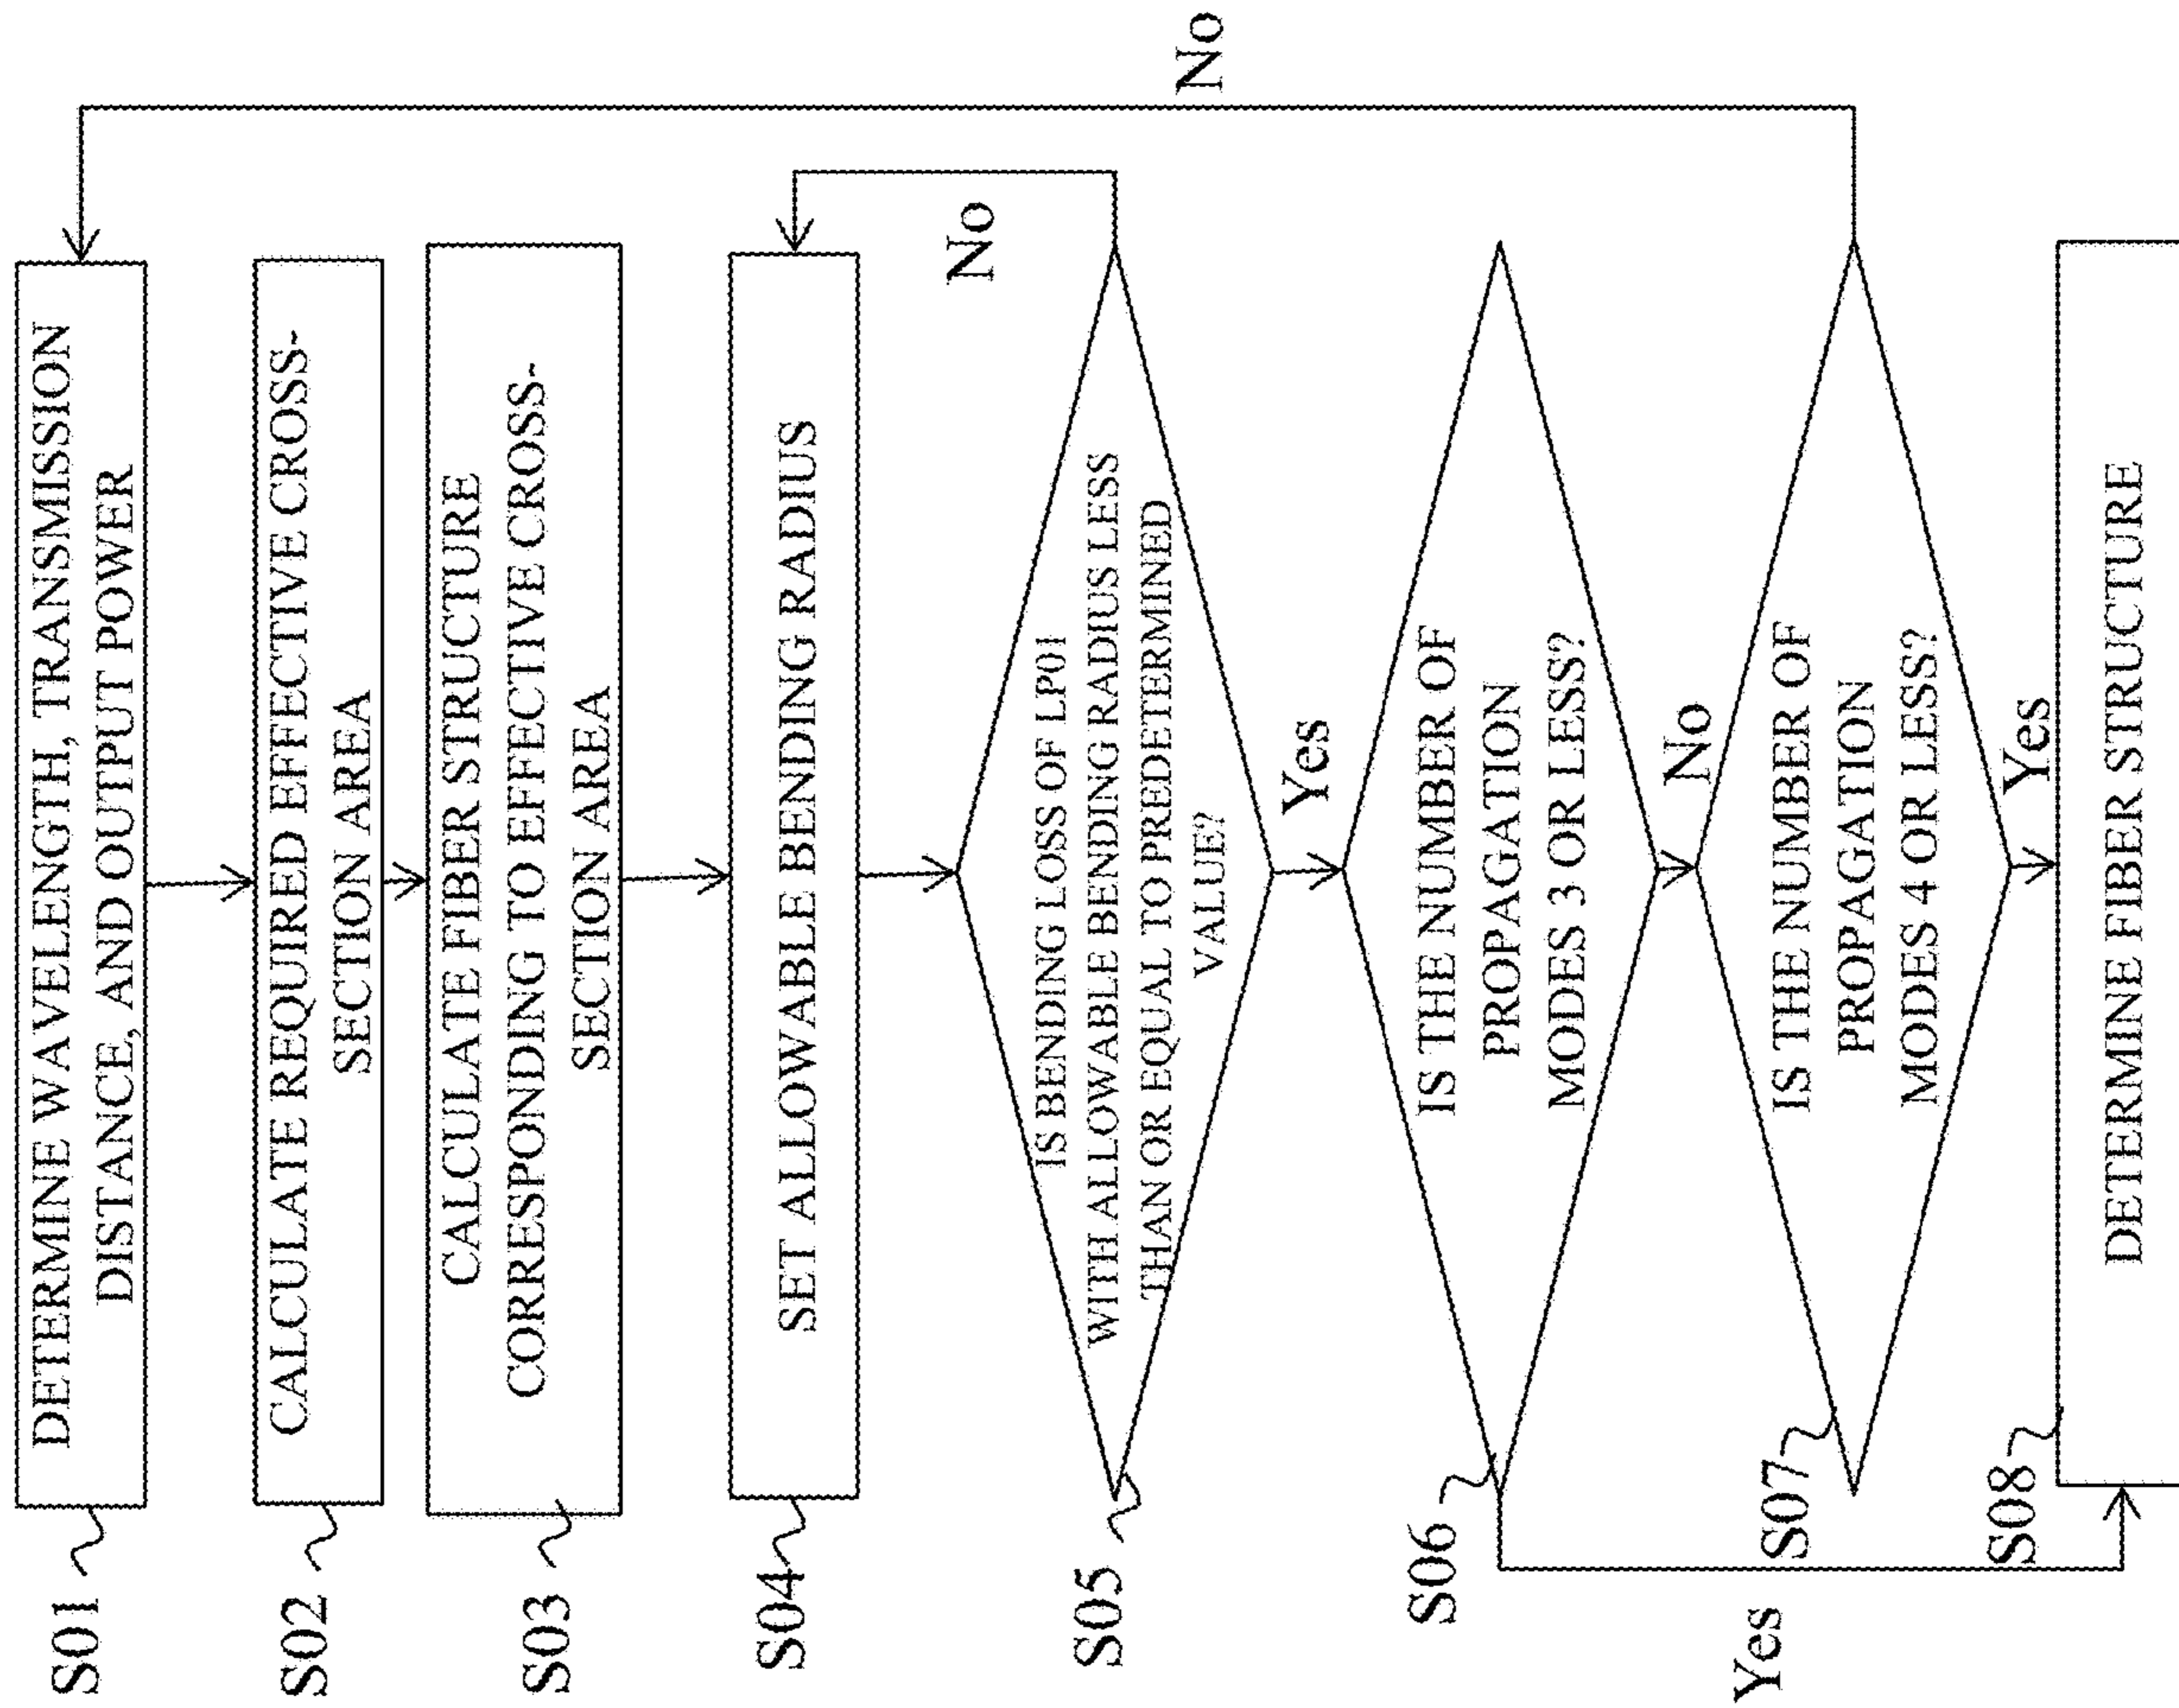 S01
DETERMINE WAVELENGTH, TRANSMISSION
DISTANCE, AND OUTPUT POWER
S02
CALCULATE REQUIRED EFFECTIVE CROSS-
SECTION AREA
S03
CALCULATE FIBER STRUCTURE
CORRESPONDING TO EFFECTIVE CROSS-
SECTION AREA
S04
SET ALLOWABLE BENDING RADIUS
No
S05
IS BENDING LOSS OF LP01
WITH ALLOWABLE BENDING RADIUS LESS
THAN OR EQUAL TO PREDETERMINED
VALUE?
No
Yes
S06
IS THE NUMBER OF
PROPAGATION
MODES 3 OR LESS?
No
Yes
S07
IS THE NUMBER OF
PROPAGATION
MODES 4 OR LESS?
Yes
S08
DETERMINE FIBER STRUCTURE